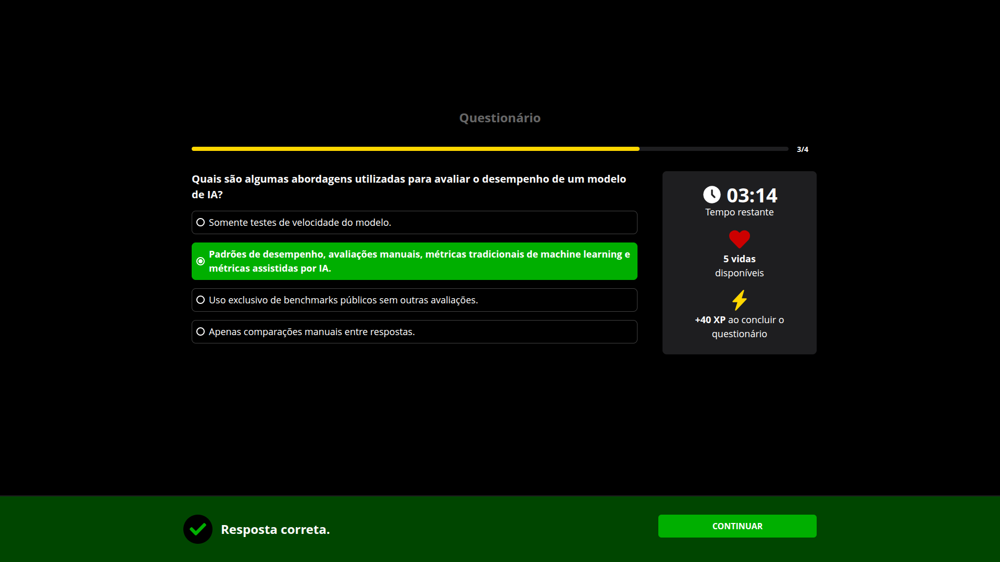 Questionário
3/4
Quais são algumas abordagens utilizadas para avaliar o desempenho de um modelo
de IA?
Somente testes de velocidade do modelo.
Padrões de desempenho, avaliações manuais, métricas tradicionais de machine learning e
métricas assistidas por IA.
Uso exclusivo de benchmarks públicos sem outras avaliações.
Apenas comparações manuais entre respostas.
03:14
Tempo restante
5 vidas
disponíveis
+40 XP ao concluir o
questionário
Resposta correta.
CONTINUAR